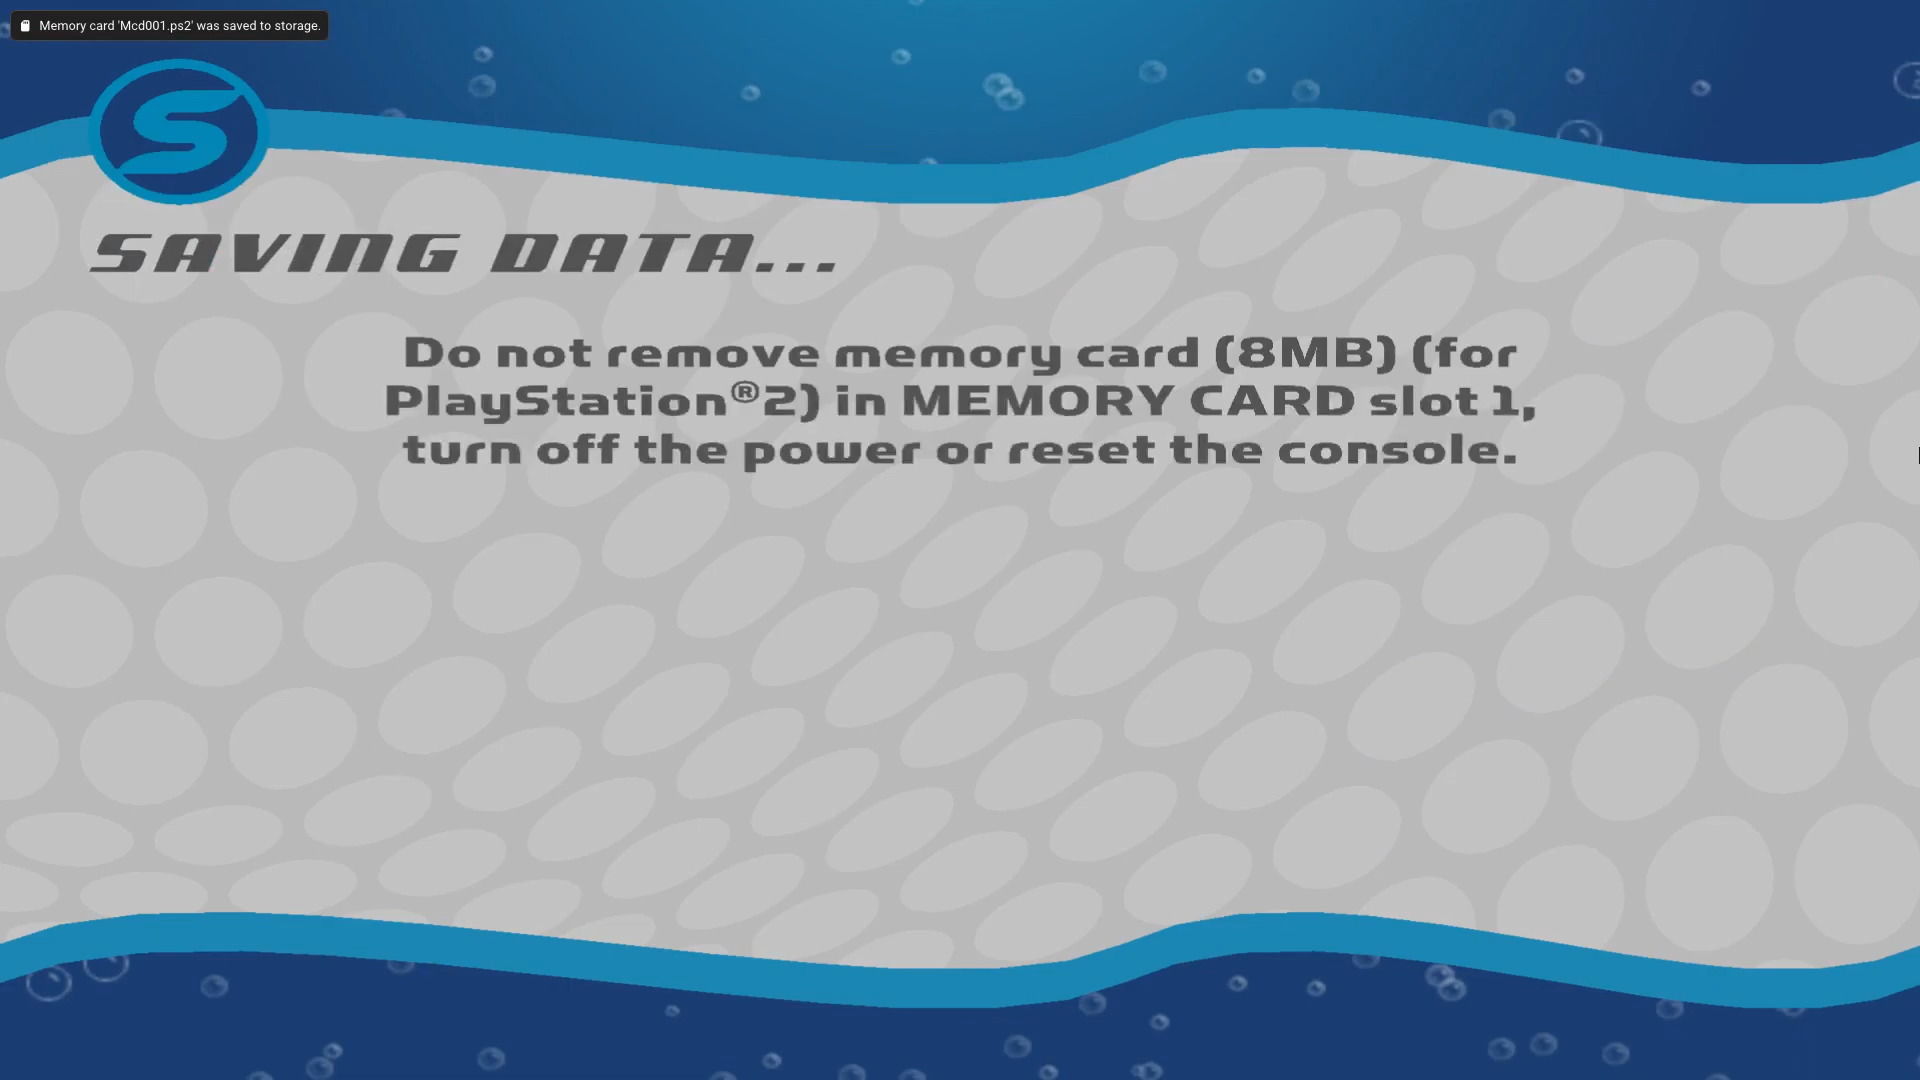 Memory card 'Mcd001.ps2' was saved to storage.
S
SAVING DATA...
Do not remove memory card (8MB) (for
PlayStation®2) in MEMORY CARD slot 1,
turn off the power or reset the console.